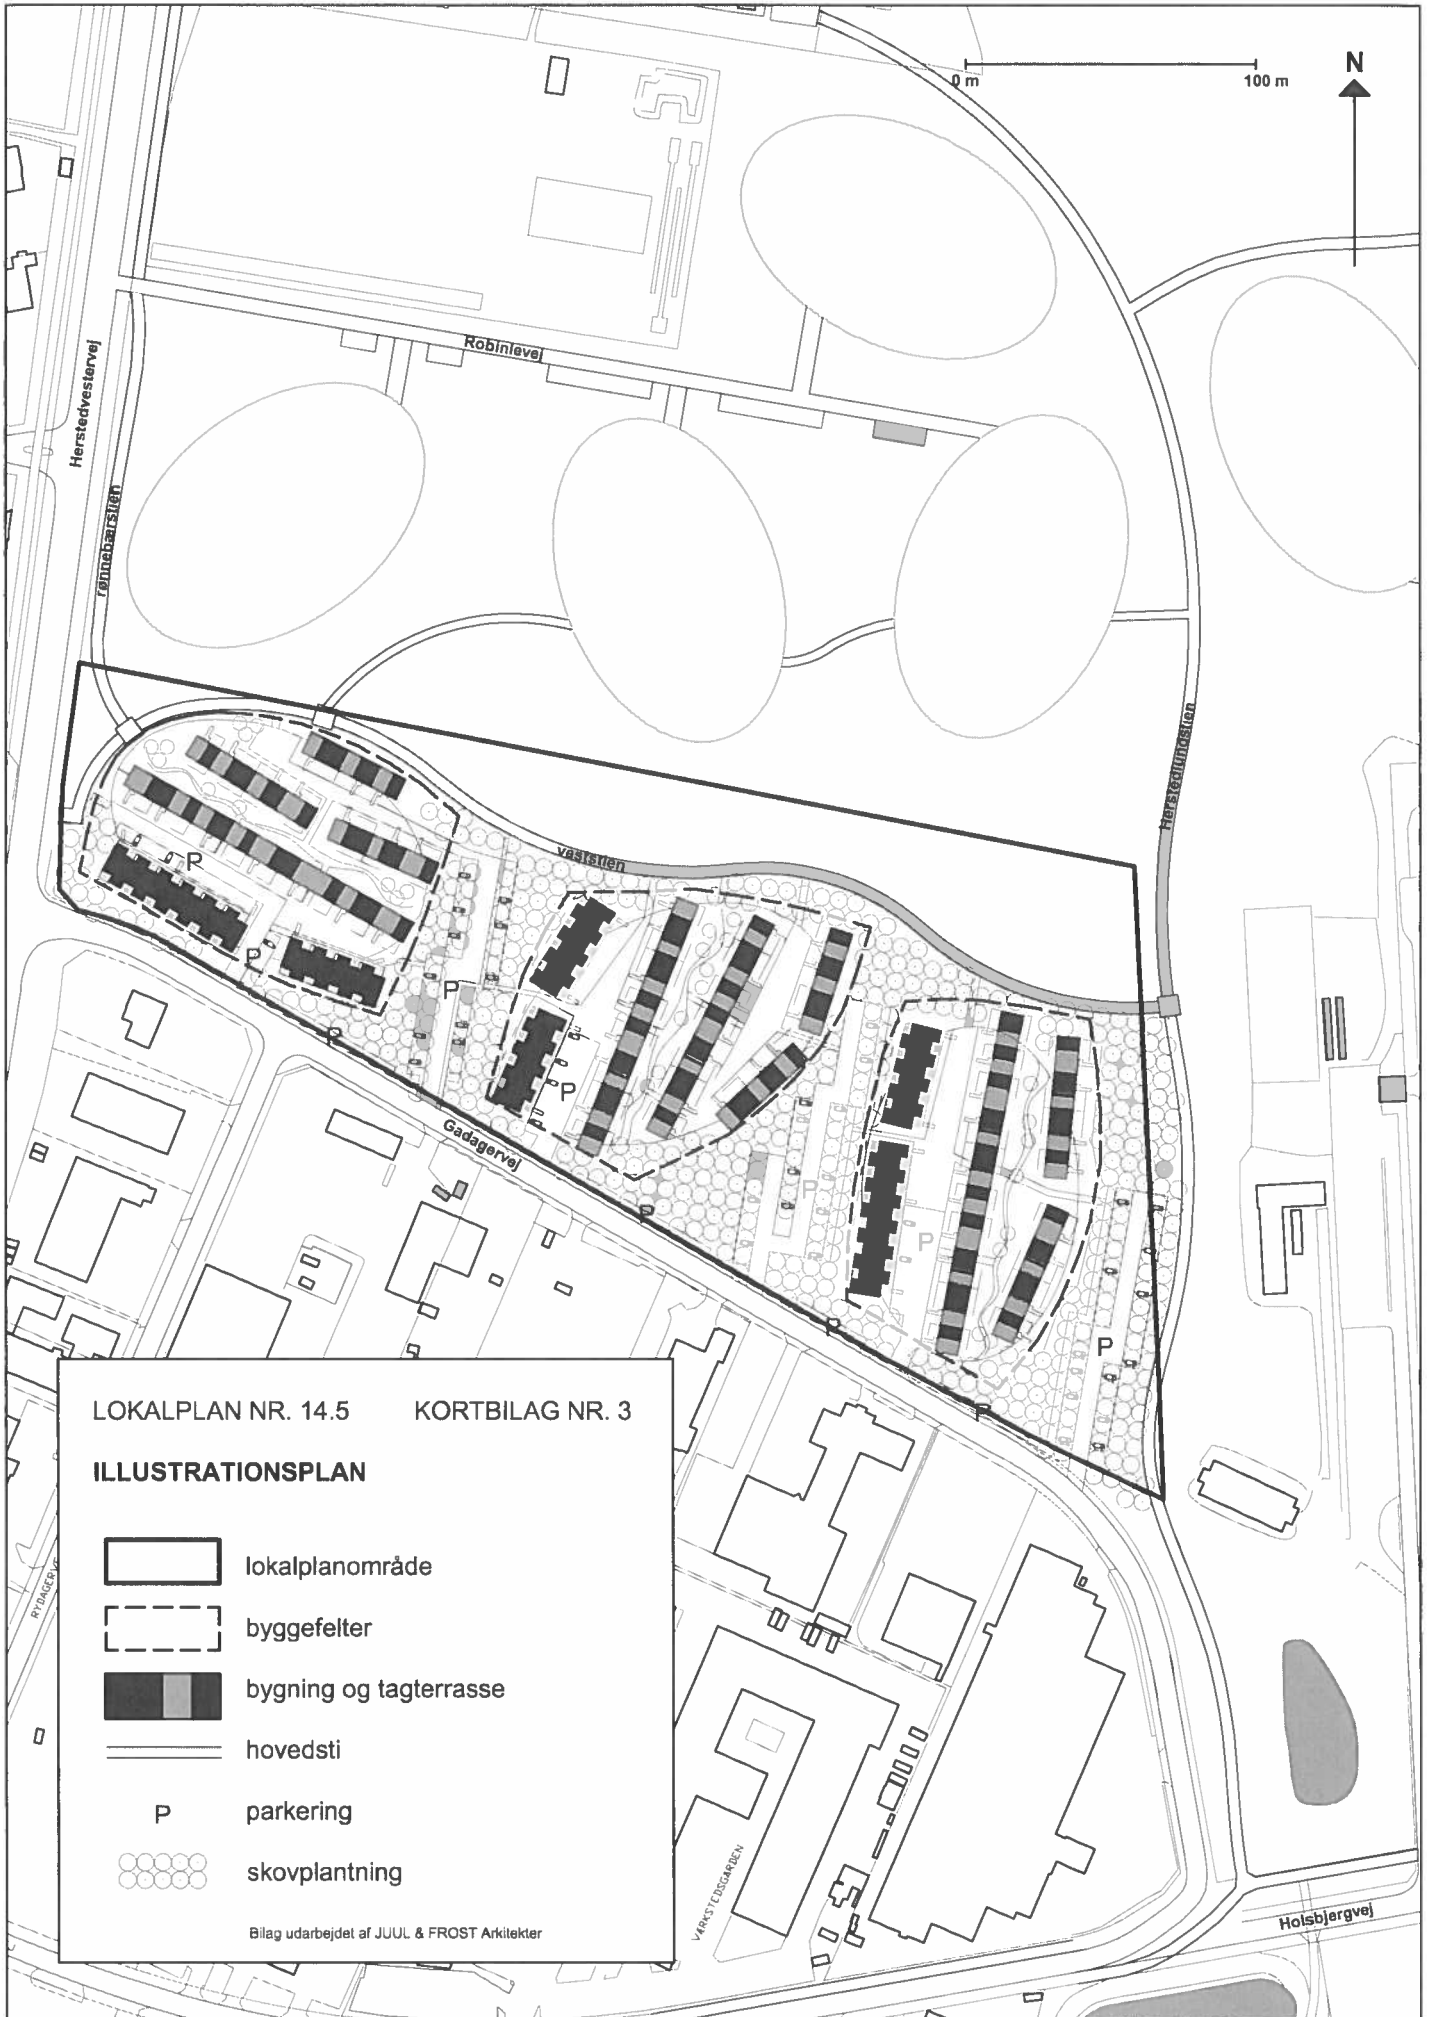 N
0 m
100 m
Robinievej
Herstedvestervej
rønnebærstien
Herstedlundstien
veststien
P
P
P
P
P
P
P
P
P
P
P
P
Gadagervej
LOKALPLAN NR. 14.5 KORTBILAG NR. 3
ILLUSTRATIONSPLAN
lokalplanområde
byggefelter
bygning og tagterrasse
hovedsti
P parkering
skovplantning
Bilag udarbejdet af JUUL & FROST Arkitekter
VÆRKSTEDSGÅRDEN
Holsbjergvej